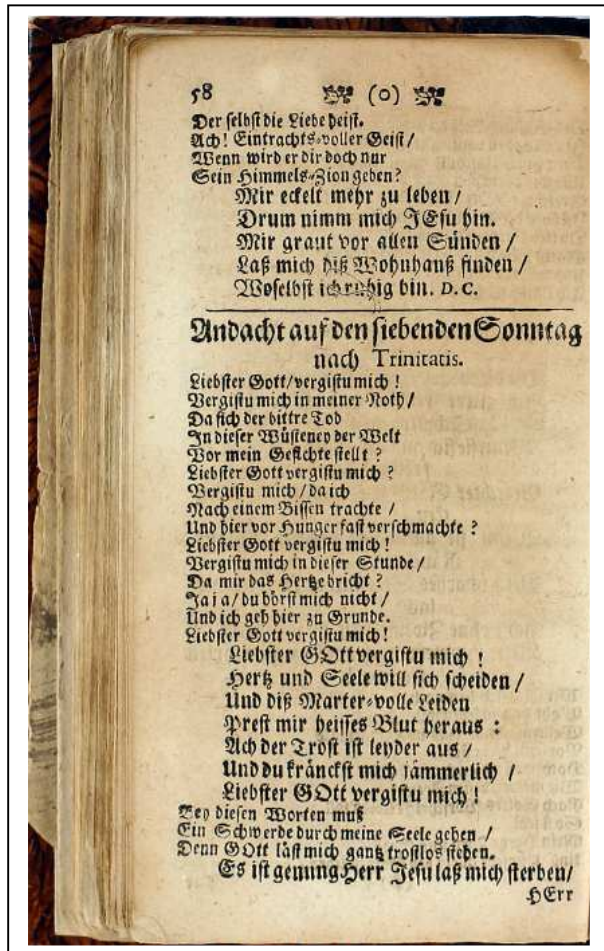 58 (o)
Der selbst die Liebe heist.
Ach! Eintrachts-voller Geist /
Wenn wird er dir doch nur
Sein Himmels-Zion geben?
Mir eckelt mehr zu leben /
Drum nimm mich JEsu hin.
Mir graut vor allen Sünden /
Laß mich diß Wohnhauß finden /
Woselbst ich ruhig bin. D. C.
Andacht auf den siebenden Sonntag
nach Trinitatis.
Liebster Gott / vergistu mich !
Vergistu mich in meiner Noth /
Da sich der bittre Tod
In dieser Wüsteney der Welt
Vor mein Gesichte stellt ?
Liebster Gott vergistu mich ?
Vergistu mich / da ich
Nach einem Bissen trachte /
Und hier vor Hunger fast verschmachte ?
Liebster Gott vergistu mich !
Vergistu mich in dieser Stunde /
Da mir das Hertze bricht ?
Ja ja / du hörst mich nicht /
Und ich geh hier zu Grunde.
Liebster Gott vergistu mich !
Liebster GOtt vergistu mich !
Hertz und Seele will sich scheiden /
Und diß Marter-volle Leiden
Prest mir heisses Blut heraus :
Ach der Trost ist leyder aus /
Und du kränckst mich jämmerlich /
Liebster GOtt vergistu mich !
Bey diesen Worten muß
Ein Schwerde durch meine Seele gehen /
Denn GOtt läst mich gantz trostlos stehen.
Es ist genung Herr Jesu laß mich sterben /
HErr